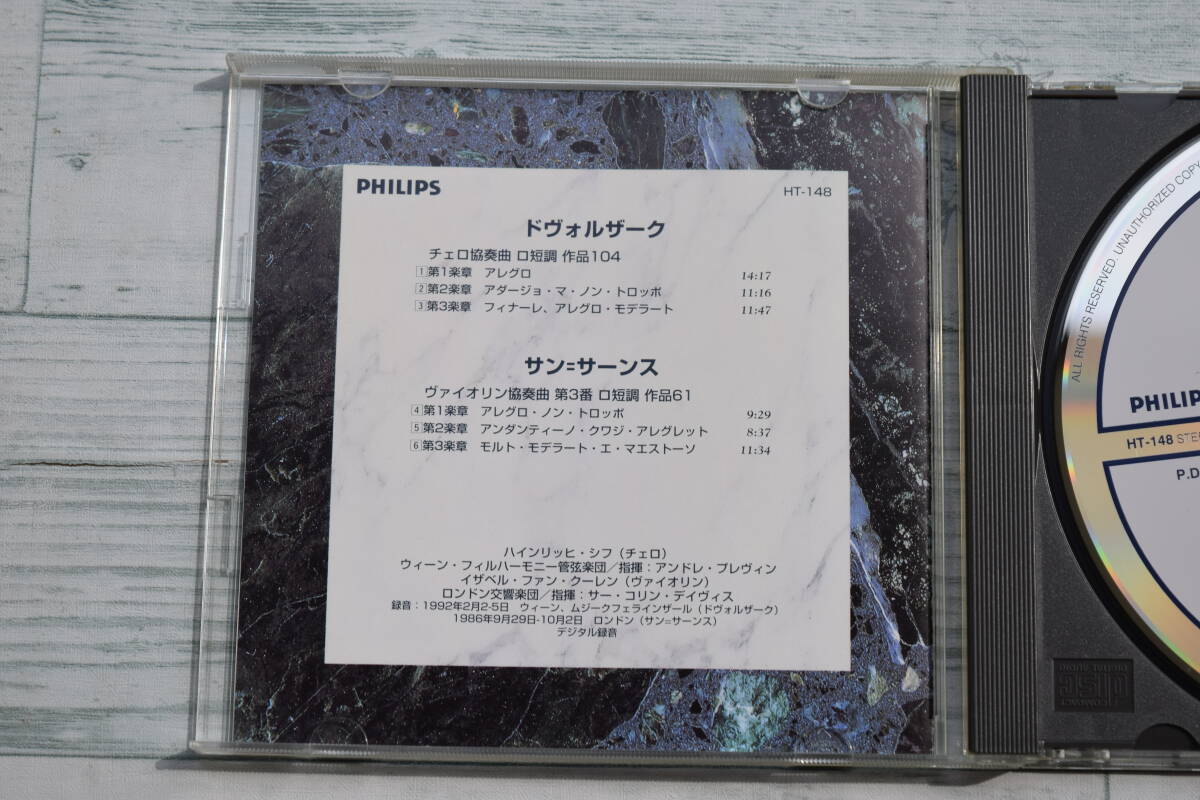 PHILIPS
HT-148
ドヴォルザーク
チェロ協奏曲 ロ短調 作品104
1 第1楽章 アレグロ 14:17
2 第2楽章 アダージョ・マ・ノン・トロッポ 11:16
3 第3楽章 フィナーレ、アレグロ・モデラート 11:47
サン=サーンス
ヴァイオリン協奏曲 第3番 ロ短調 作品61
4 第1楽章 アレグロ・ノン・トロッポ 9:29
5 第2楽章 アンダンティーノ・クワジ・アレグレット 8:37
6 第3楽章 モルト・モデラート・エ・マエストーソ 11:34
ハインリッヒ・シフ（チェロ）
ウィーン・フィルハーモニー管弦楽団／指揮：アンドレ・プレヴィン
イザベル・ファン・クーレン（ヴァイオリン）
ロンドン交響楽団／指揮：サー・コリン・デイヴィス
録音：1992年2月2-5日 ウィーン、ムジークフェラインザール（ドヴォルザーク）
1986年9月29日-10月2日 ロンドン（サン=サーンス）
デジタル録音
ALL RIGHTS RESERVED. UNAUTHORIZED COPY
PHILIPS
HT-148 STE
P.D
COMPACT
disc
DIGITAL AUDIO